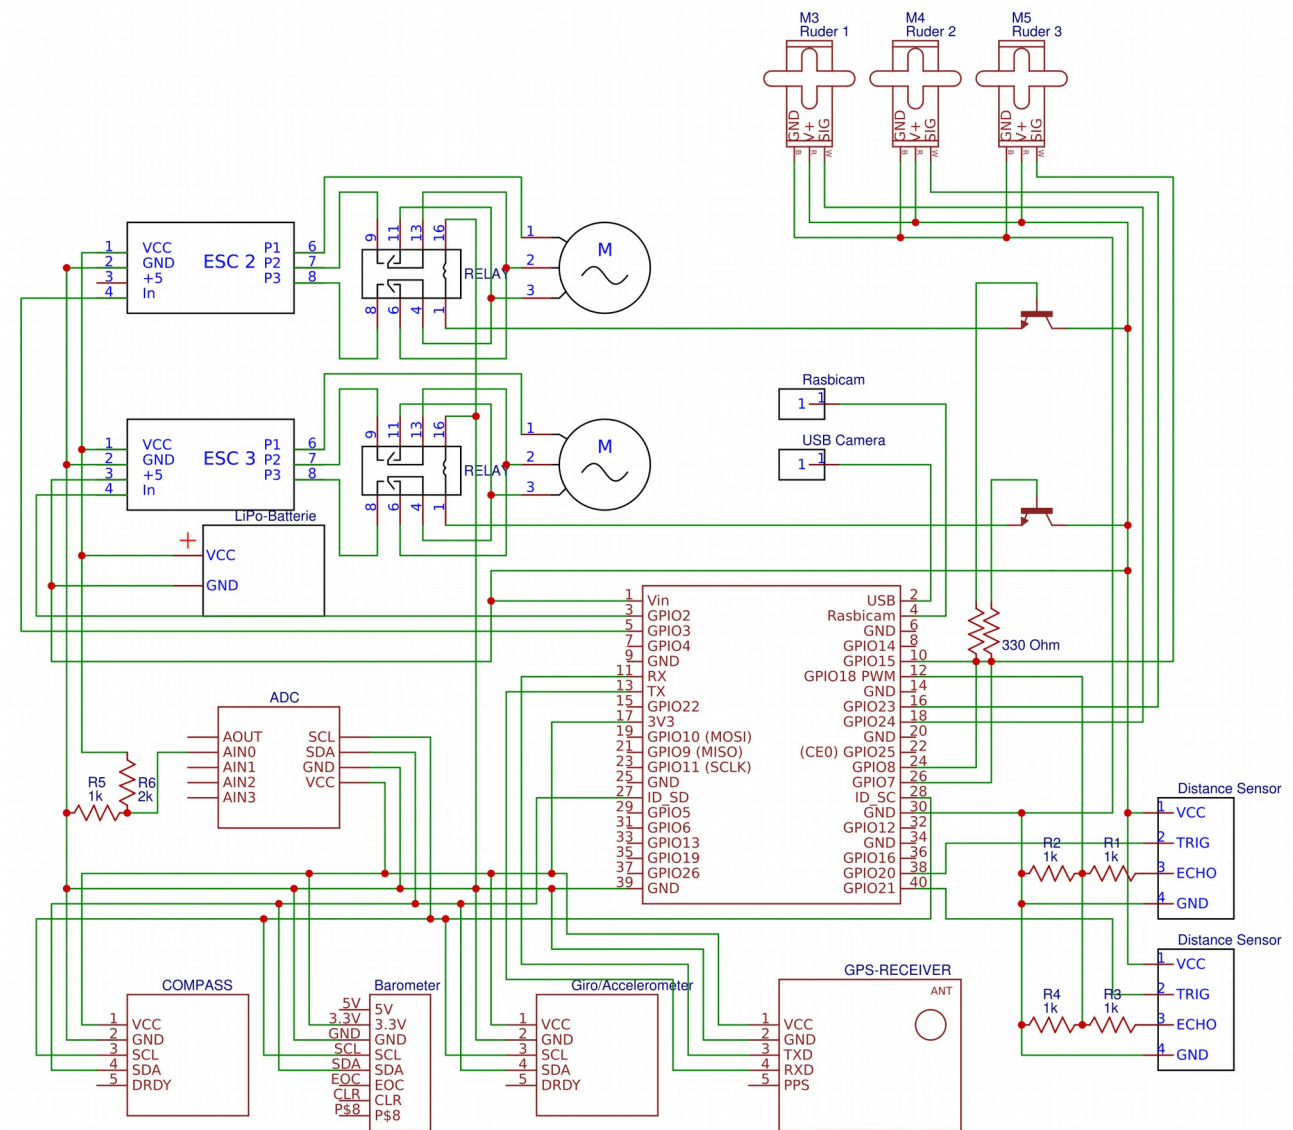 M3
Ruder 1
M4
Ruder 2
M5
Ruder 3
GND
V+
SIG
B
R
W
GND
V+
SIG
B
R
W
GND
V+
SIG
B
R
W
1 VCC
2 GND
3 +5
4 In
ESC 2
P1 6
P2 7
P3 8
9 11 13 16
RELAY
8 6 4 1
1
2
3
M
1 VCC
2 GND
3 +5
4 In
ESC 3
P1 6
P2 7
P3 8
9 11 13 16
RELAY
8 6 4 1
1
2
3
M
Rasbicam
1 1
USB Camera
1 1
LiPo-Batterie
+
VCC
GND
330 Ohm
1 Vin USB 2
3 GPIO2 Rasbicam 4
5 GPIO3 GND 6
7 GPIO4 GPIO14 8
9 GND GPIO15 10
11 RX GPIO18 PWM 12
13 TX GND 14
15 GPIO22 GPIO23 16
17 3V3 GPIO24 18
19 GPIO10 (MOSI) GND 20
21 GPIO9 (MISO) (CE0) GPIO25 22
23 GPIO11 (SCLK) GPIO8 24
25 GND GPIO7 26
27 ID_SD ID_SC 28
29 GPIO5 GND 30
31 GPIO6 GPIO12 32
33 GPIO13 GND 34
35 GPIO19 GPIO16 36
37 GPIO26 GPIO20 38
39 GND GPIO21 40
ADC
AOUT SCL
AIN0 SDA
AIN1 GND
AIN2 VCC
AIN3
R5
1k
R6
2k
Distance Sensor
1 VCC
2 TRIG
3 ECHO
4 GND
R2
1k
R1
1k
Distance Sensor
1 VCC
2 TRIG
3 ECHO
4 GND
R4
1k
R3
1k
COMPASS
1 VCC
2 GND
3 SCL
4 SDA
5 DRDY
Barometer
5V 5V
3.3V 3.3V
GND GND
SCL SCL
SDA SDA
EOC EOC
CLR CLR
P$8 P$8
Giro/Accelerometer
1 VCC
2 GND
3 SCL
4 SDA
5 DRDY
GPS-RECEIVER
ANT
1 VCC
2 GND
3 TXD
4 RXD
5 PPS